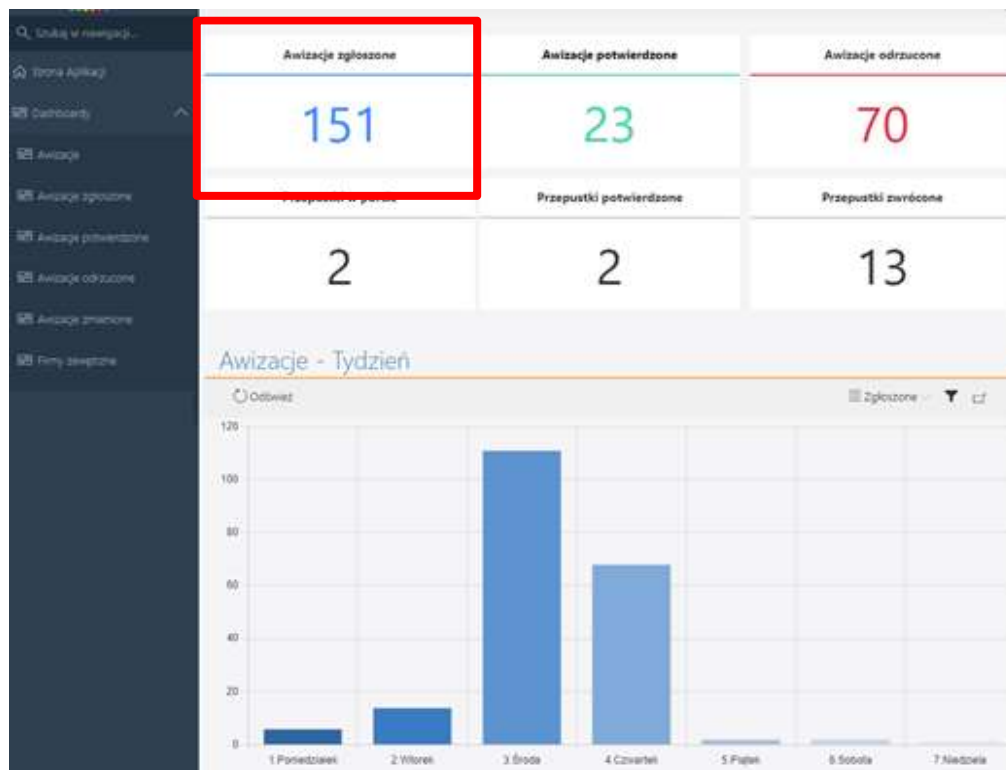 Szukaj w nawigacji...
Strona Aplikacji
Dashboardy
Awizacje
Awizacje zgłoszone
Awizacje potwierdzone
Awizacje odrzucone
Awizacje zmienione
Firmy zewnętrzne
Awizacje zgłoszone
151
Awizacje potwierdzone
23
Awizacje odrzucone
70
2
Przepustki potwierdzone
2
Przepustki zwrócone
13
Awizacje - Tydzień
Odśwież
Zgłoszone
120
100
80
60
40
20
0
1.Poniedziałek
2.Wtorek
3.Środa
4.Czwartek
5.Piątek
6.Sobota
7.Niedziela